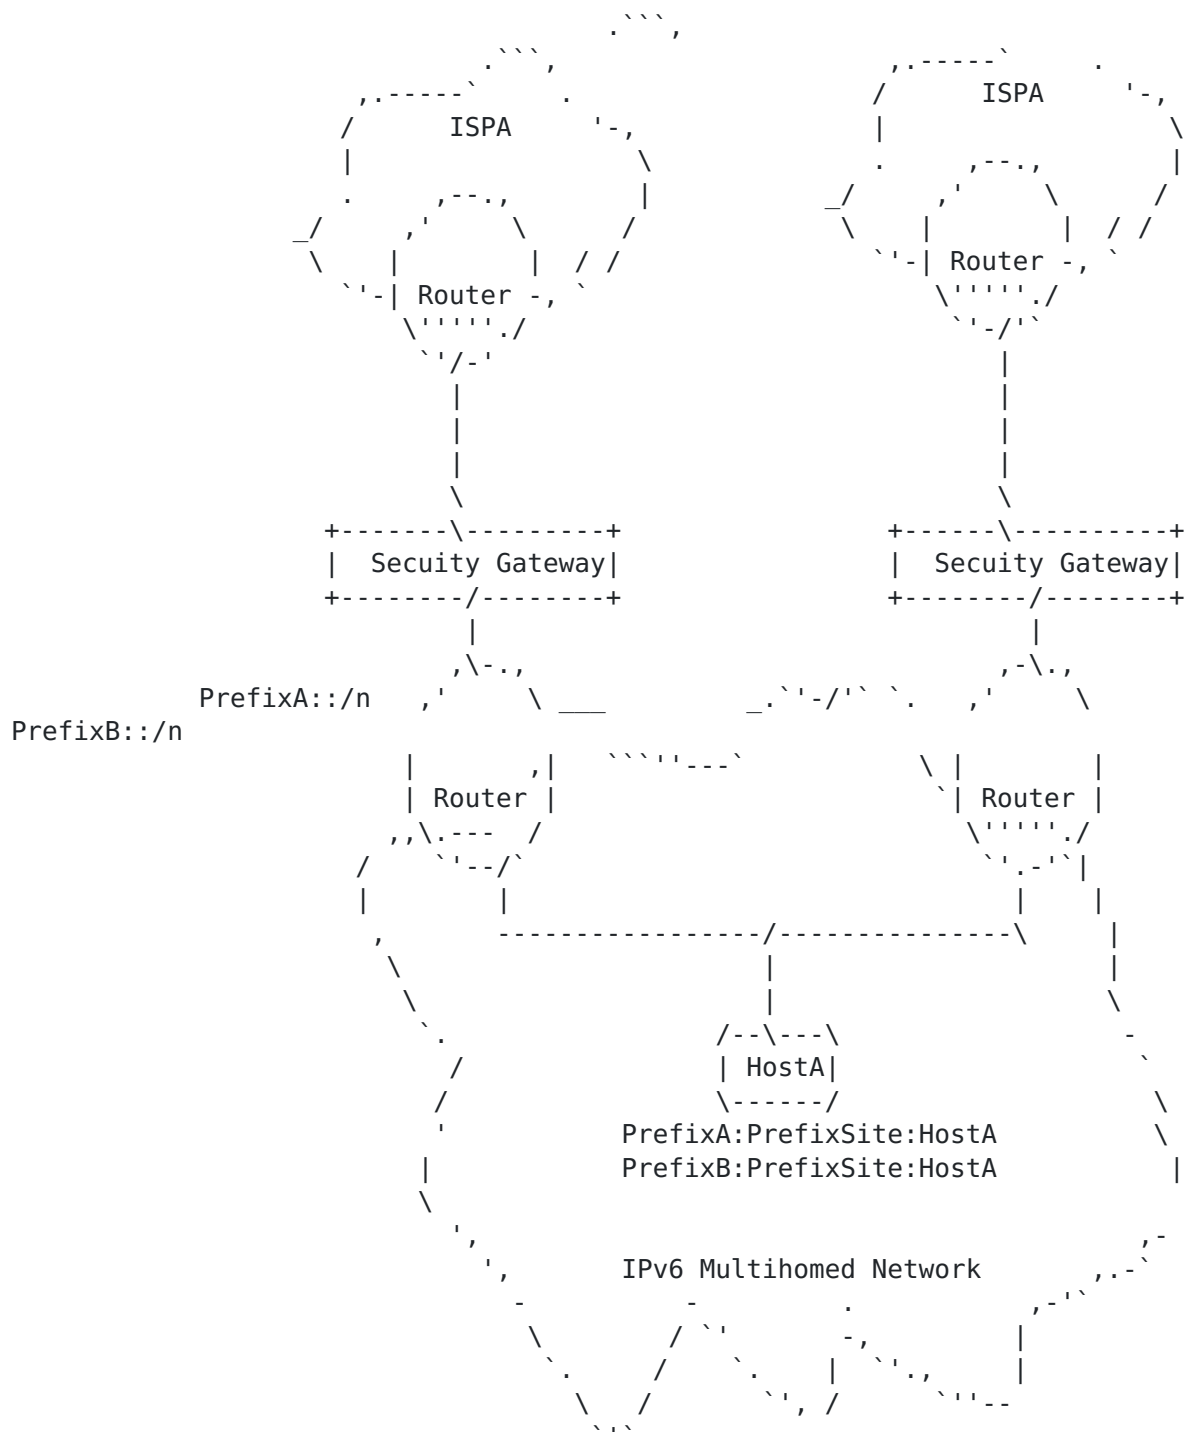 ISPA
ISPA
Router
Router
Secuity Gateway Secuity Gateway
PrefixA::/n
PrefixB::/n
Router Router
HostA
PrefixA:PrefixSite:HostA
PrefixB:PrefixSite:HostA
IPv6 Multihomed Network